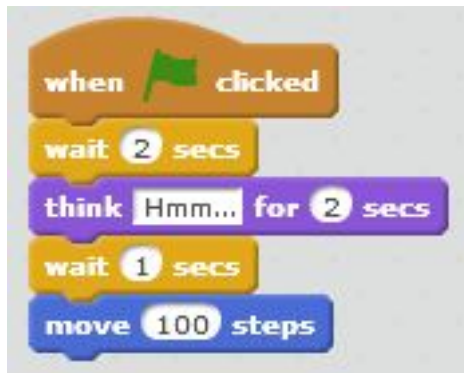 when clicked
wait 2 secs
think Hmm... for 2 secs
wait 1 secs
move 100 steps